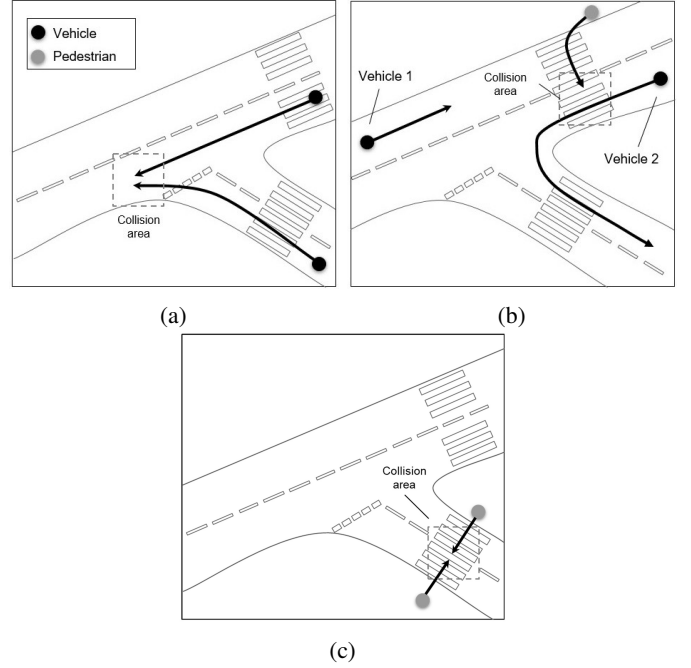 Vehicle
Pedestrian
Collision
area
(a)
Vehicle 1
Collision
area
Vehicle 2
(b)
Collision
area
(c)